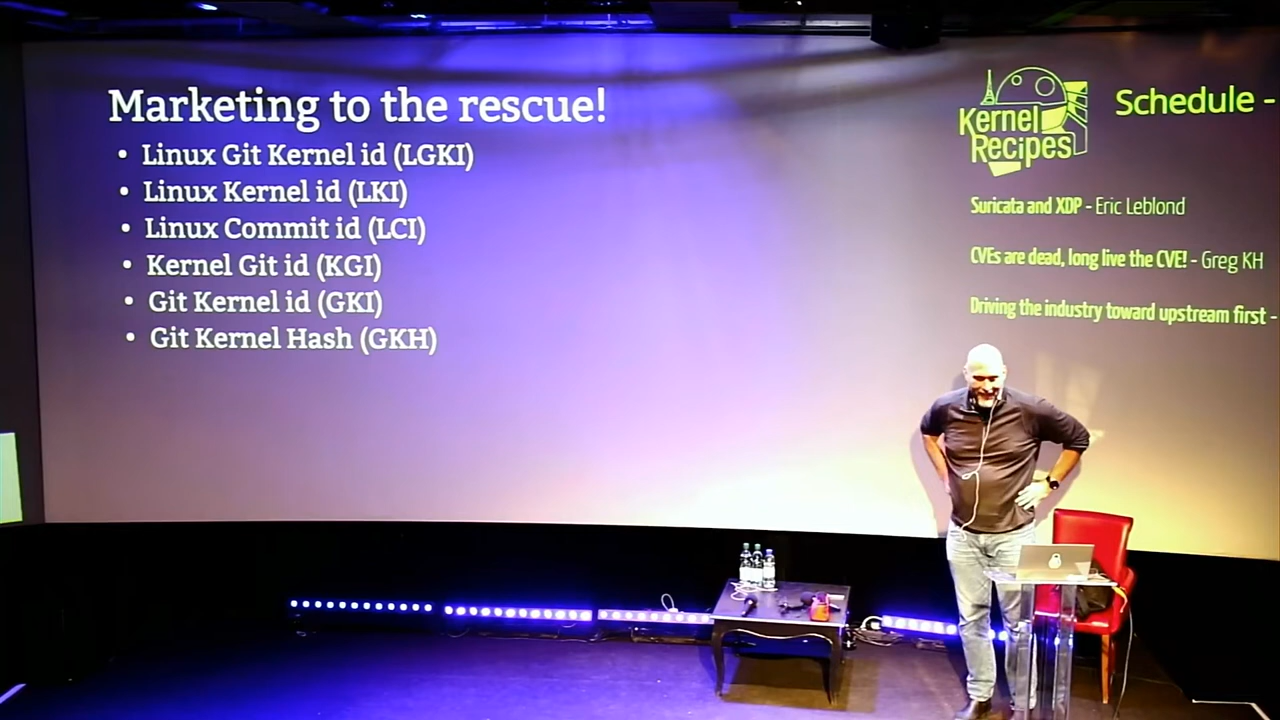 Marketing to the rescue!
• Linux Git Kernel id (LGKI)
• Linux Kernel id (LKI)
• Linux Commit id (LCI)
• Kernel Git id (KGI)
• Git Kernel id (GKI)
• Git Kernel Hash (GKH)
Kernel
Recipes
Schedule -
Suricata and XDP - Eric Leblond
CVEs are dead, long live the CVE! - Greg KH
Driving the industry toward upstream first -